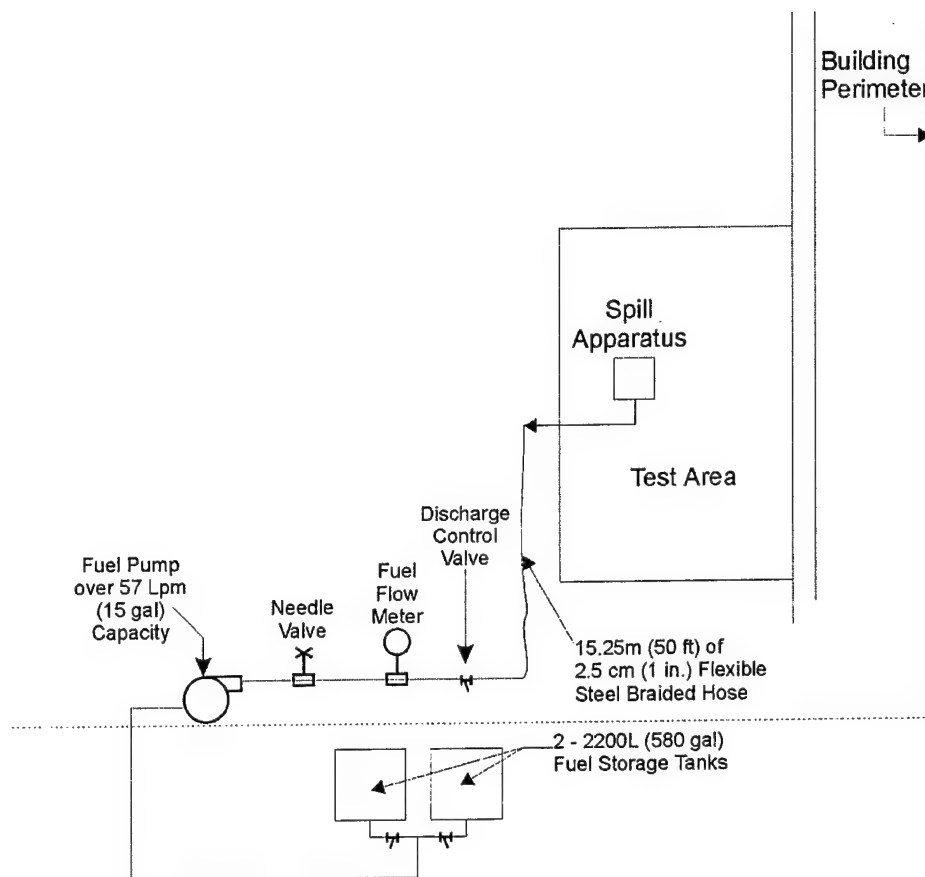 Building
Perimeter
Spill
Apparatus
Test Area
Discharge
Control
Valve
Fuel Pump
over 57 Lpm
(15 gal)
Capacity
Fuel
Flow
Meter
Needle
Valve
15.25m (50 ft) of
2.5 cm (1 in.) Flexible
Steel Braided Hose
2 - 2200L (580 gal)
Fuel Storage Tanks